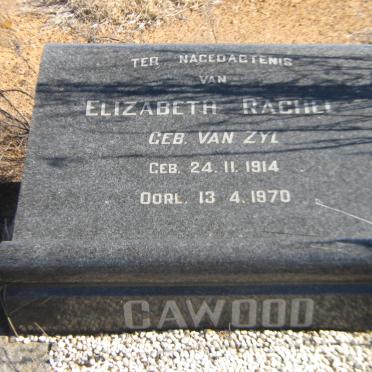 TER NAGEDAGTENIS
VAN
ELIZABETH RACHEL
GEB. VAN ZYL
GEB. 24. 11. 1914
OORL. 13 4. 1970
CAWOOD